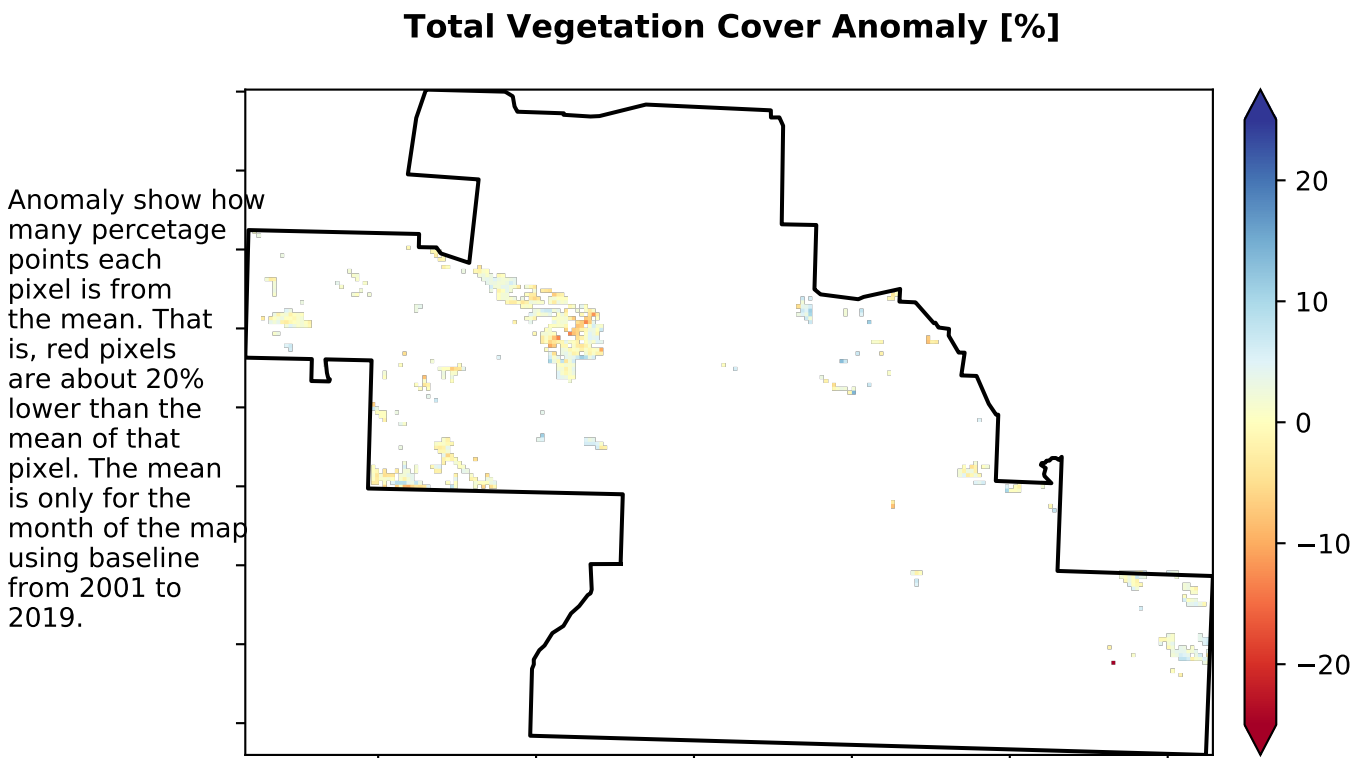 Total Vegetation Cover Anomaly [%]
Anomaly show how
many percetage
points each
pixel is from
the mean. That
is, red pixels
are about 20%
lower than the
mean of that
pixel. The mean
is only for the
month of the map
using baseline
from 2001 to
2019.
20
10
0
−10
−20